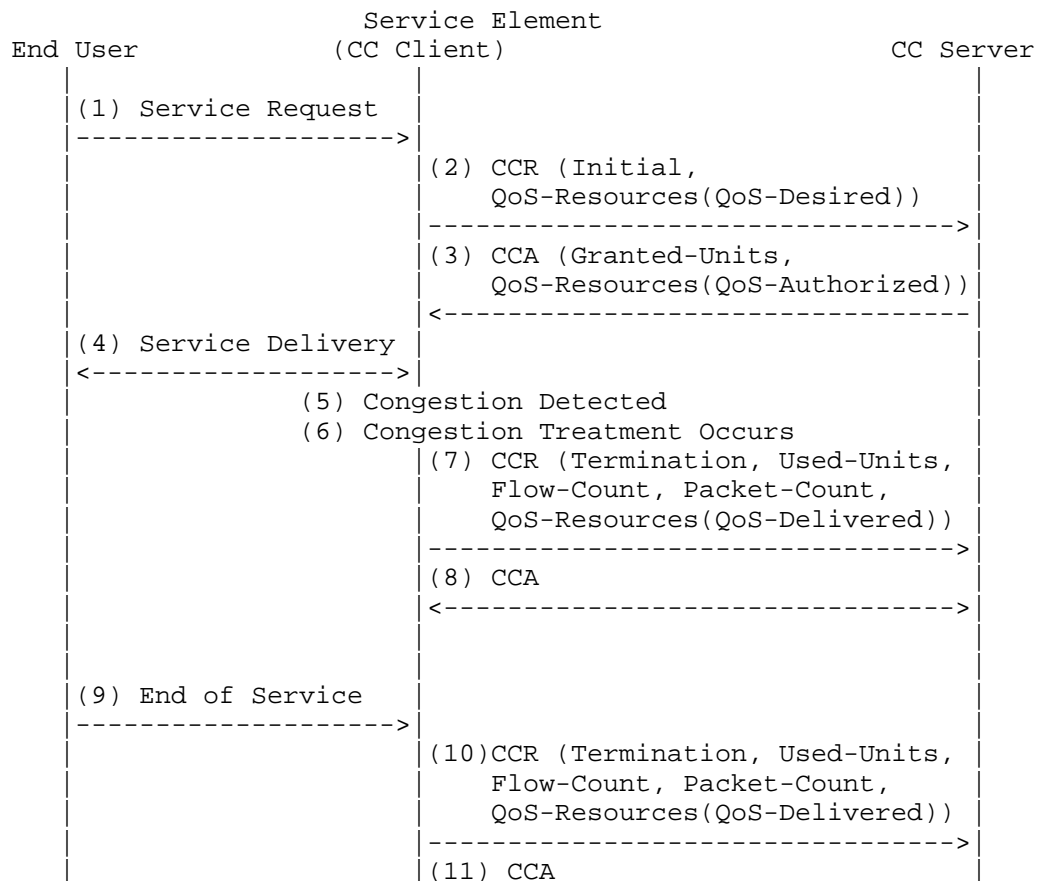 Service Element
End User (CC Client) CC Server
(1) Service Request
(2) CCR (Initial,
QoS-Resources(QoS-Desired))
(3) CCA (Granted-Units,
QoS-Resources(QoS-Authorized))
(4) Service Delivery
(5) Congestion Detected
(6) Congestion Treatment Occurs
(7) CCR (Termination, Used-Units,
Flow-Count, Packet-Count,
QoS-Resources(QoS-Delivered))
(8) CCA
(9) End of Service
(10)CCR (Termination, Used-Units,
Flow-Count, Packet-Count,
QoS-Resources(QoS-Delivered))
(11) CCA